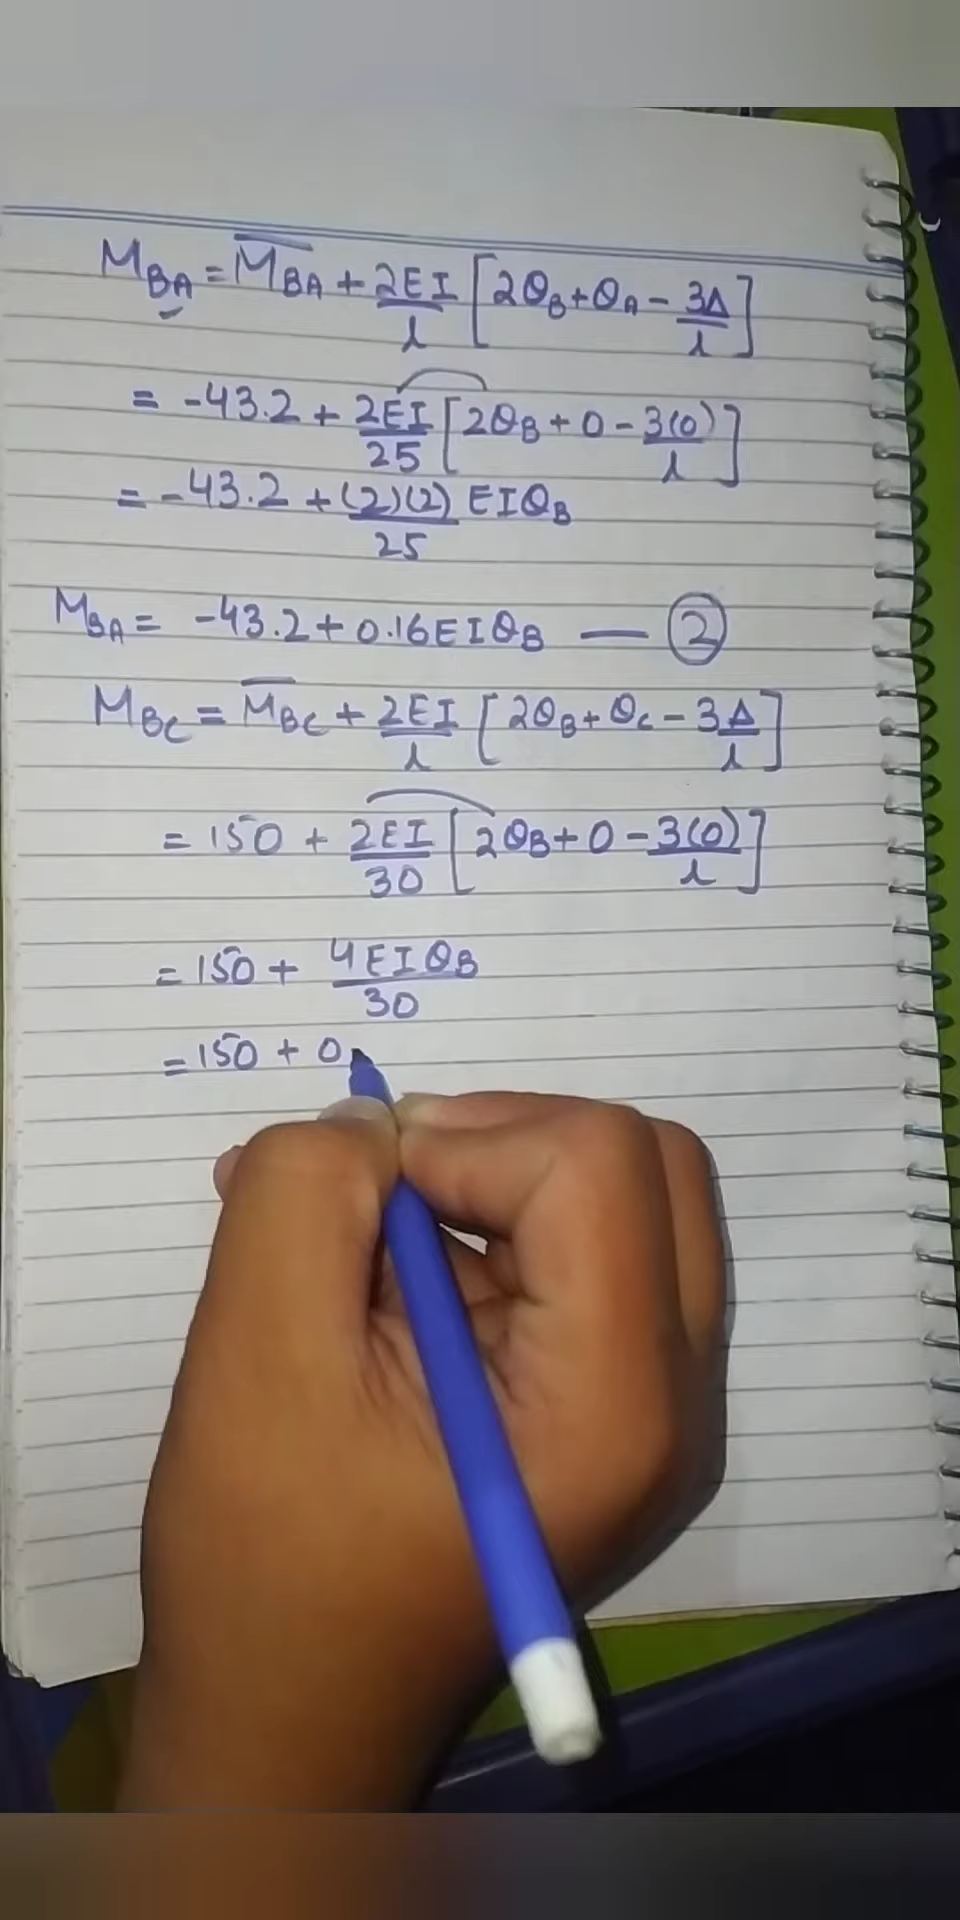 M_BA = M̅_BA + 2EI/l [2θ_B + θ_A - 3Δ/l]
= -43.2 + 2EI/25 [2θ_B + 0 - 3(0)/l]
= -43.2 + (2)(2)/25 EIθ_B
M_BA = -43.2 + 0.16EIθ_B — ②
M_BC = M̅_BC + 2EI/l [2θ_B + θ_C - 3Δ/l]
= 150 + 2EI/30 [2θ_B + 0 - 3(0)/l]
= 150 + 4EIθ_B/30
= 150 + 0.